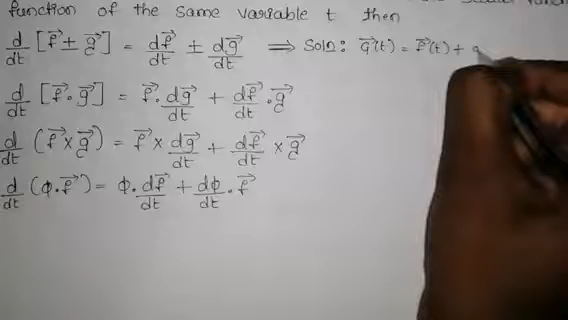 function of the same variable t then
d/dt [f⃗ ± g⃗] = df⃗/dt ± dg⃗/dt ⟹ Soln: G⃗(t) = f⃗(t) + g
d/dt [f⃗ · g⃗] = f⃗ · dg⃗/dt + df⃗/dt · g⃗
d/dt (f⃗ × g⃗) = f⃗ × dg⃗/dt + df⃗/dt × g⃗
d/dt (ϕ · f⃗) = ϕ · df⃗/dt + dϕ/dt · f⃗